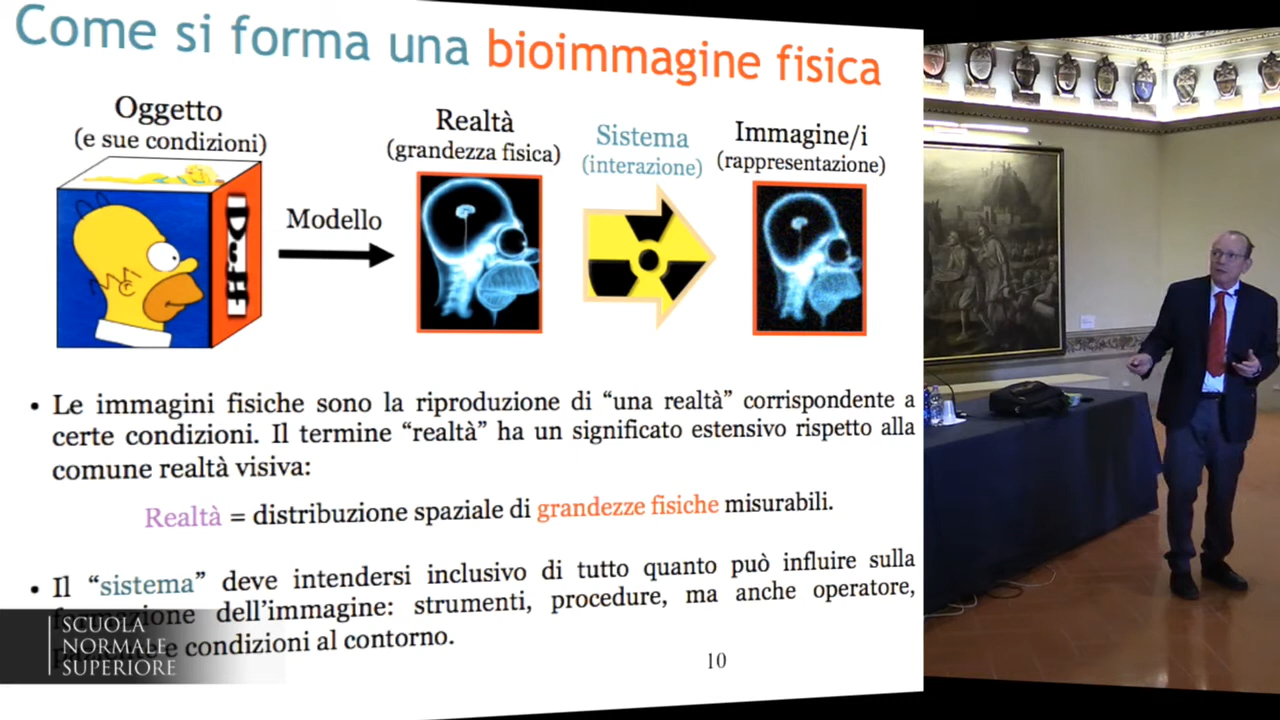 Come si forma una bioimmagine fisica
Oggetto
(e sue condizioni)
Modello
Realtà
(grandezza fisica)
Sistema
(interazione)
Immagine/i
(rappresentazione)
• Le immagini fisiche sono la riproduzione di “una realtà” corrispondente a
certe condizioni. Il termine “realtà” ha un significato estensivo rispetto alla
comune realtà visiva:
Realtà = distribuzione spaziale di grandezze fisiche misurabili.
• Il “sistema” deve intendersi inclusivo di tutto quanto può influire sulla
formazione dell’immagine: strumenti, procedure, ma anche operatore,
paziente e condizioni al contorno.
10
SCUOLA
NORMALE
SUPERIORE